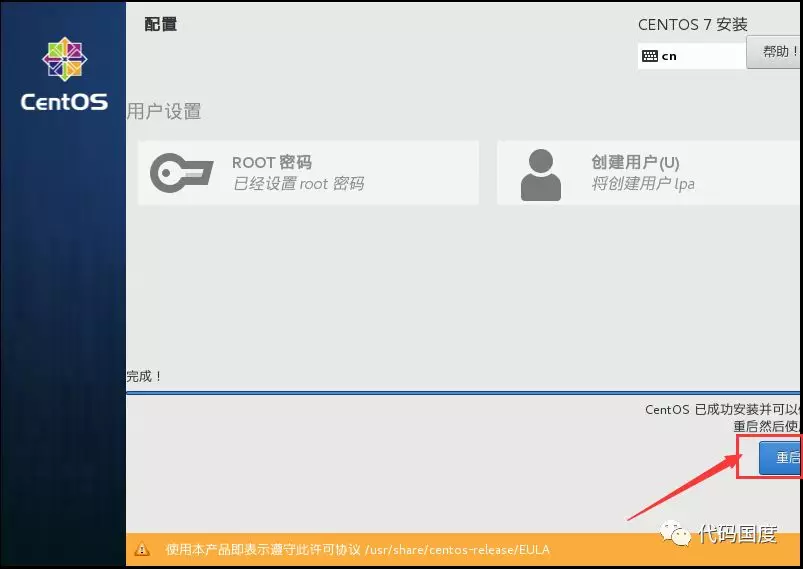 配置
CENTOS 7 安装
cn
帮助!
CentOS
用户设置
ROOT 密码
已经设置 root 密码
创建用户(U)
将创建用户 lpa
完成！
CentOS 已成功安装并可以
重启然后使
重启
使用本产品即表示遵守此许可协议 /usr/share/centos-release/EULA
代码国度